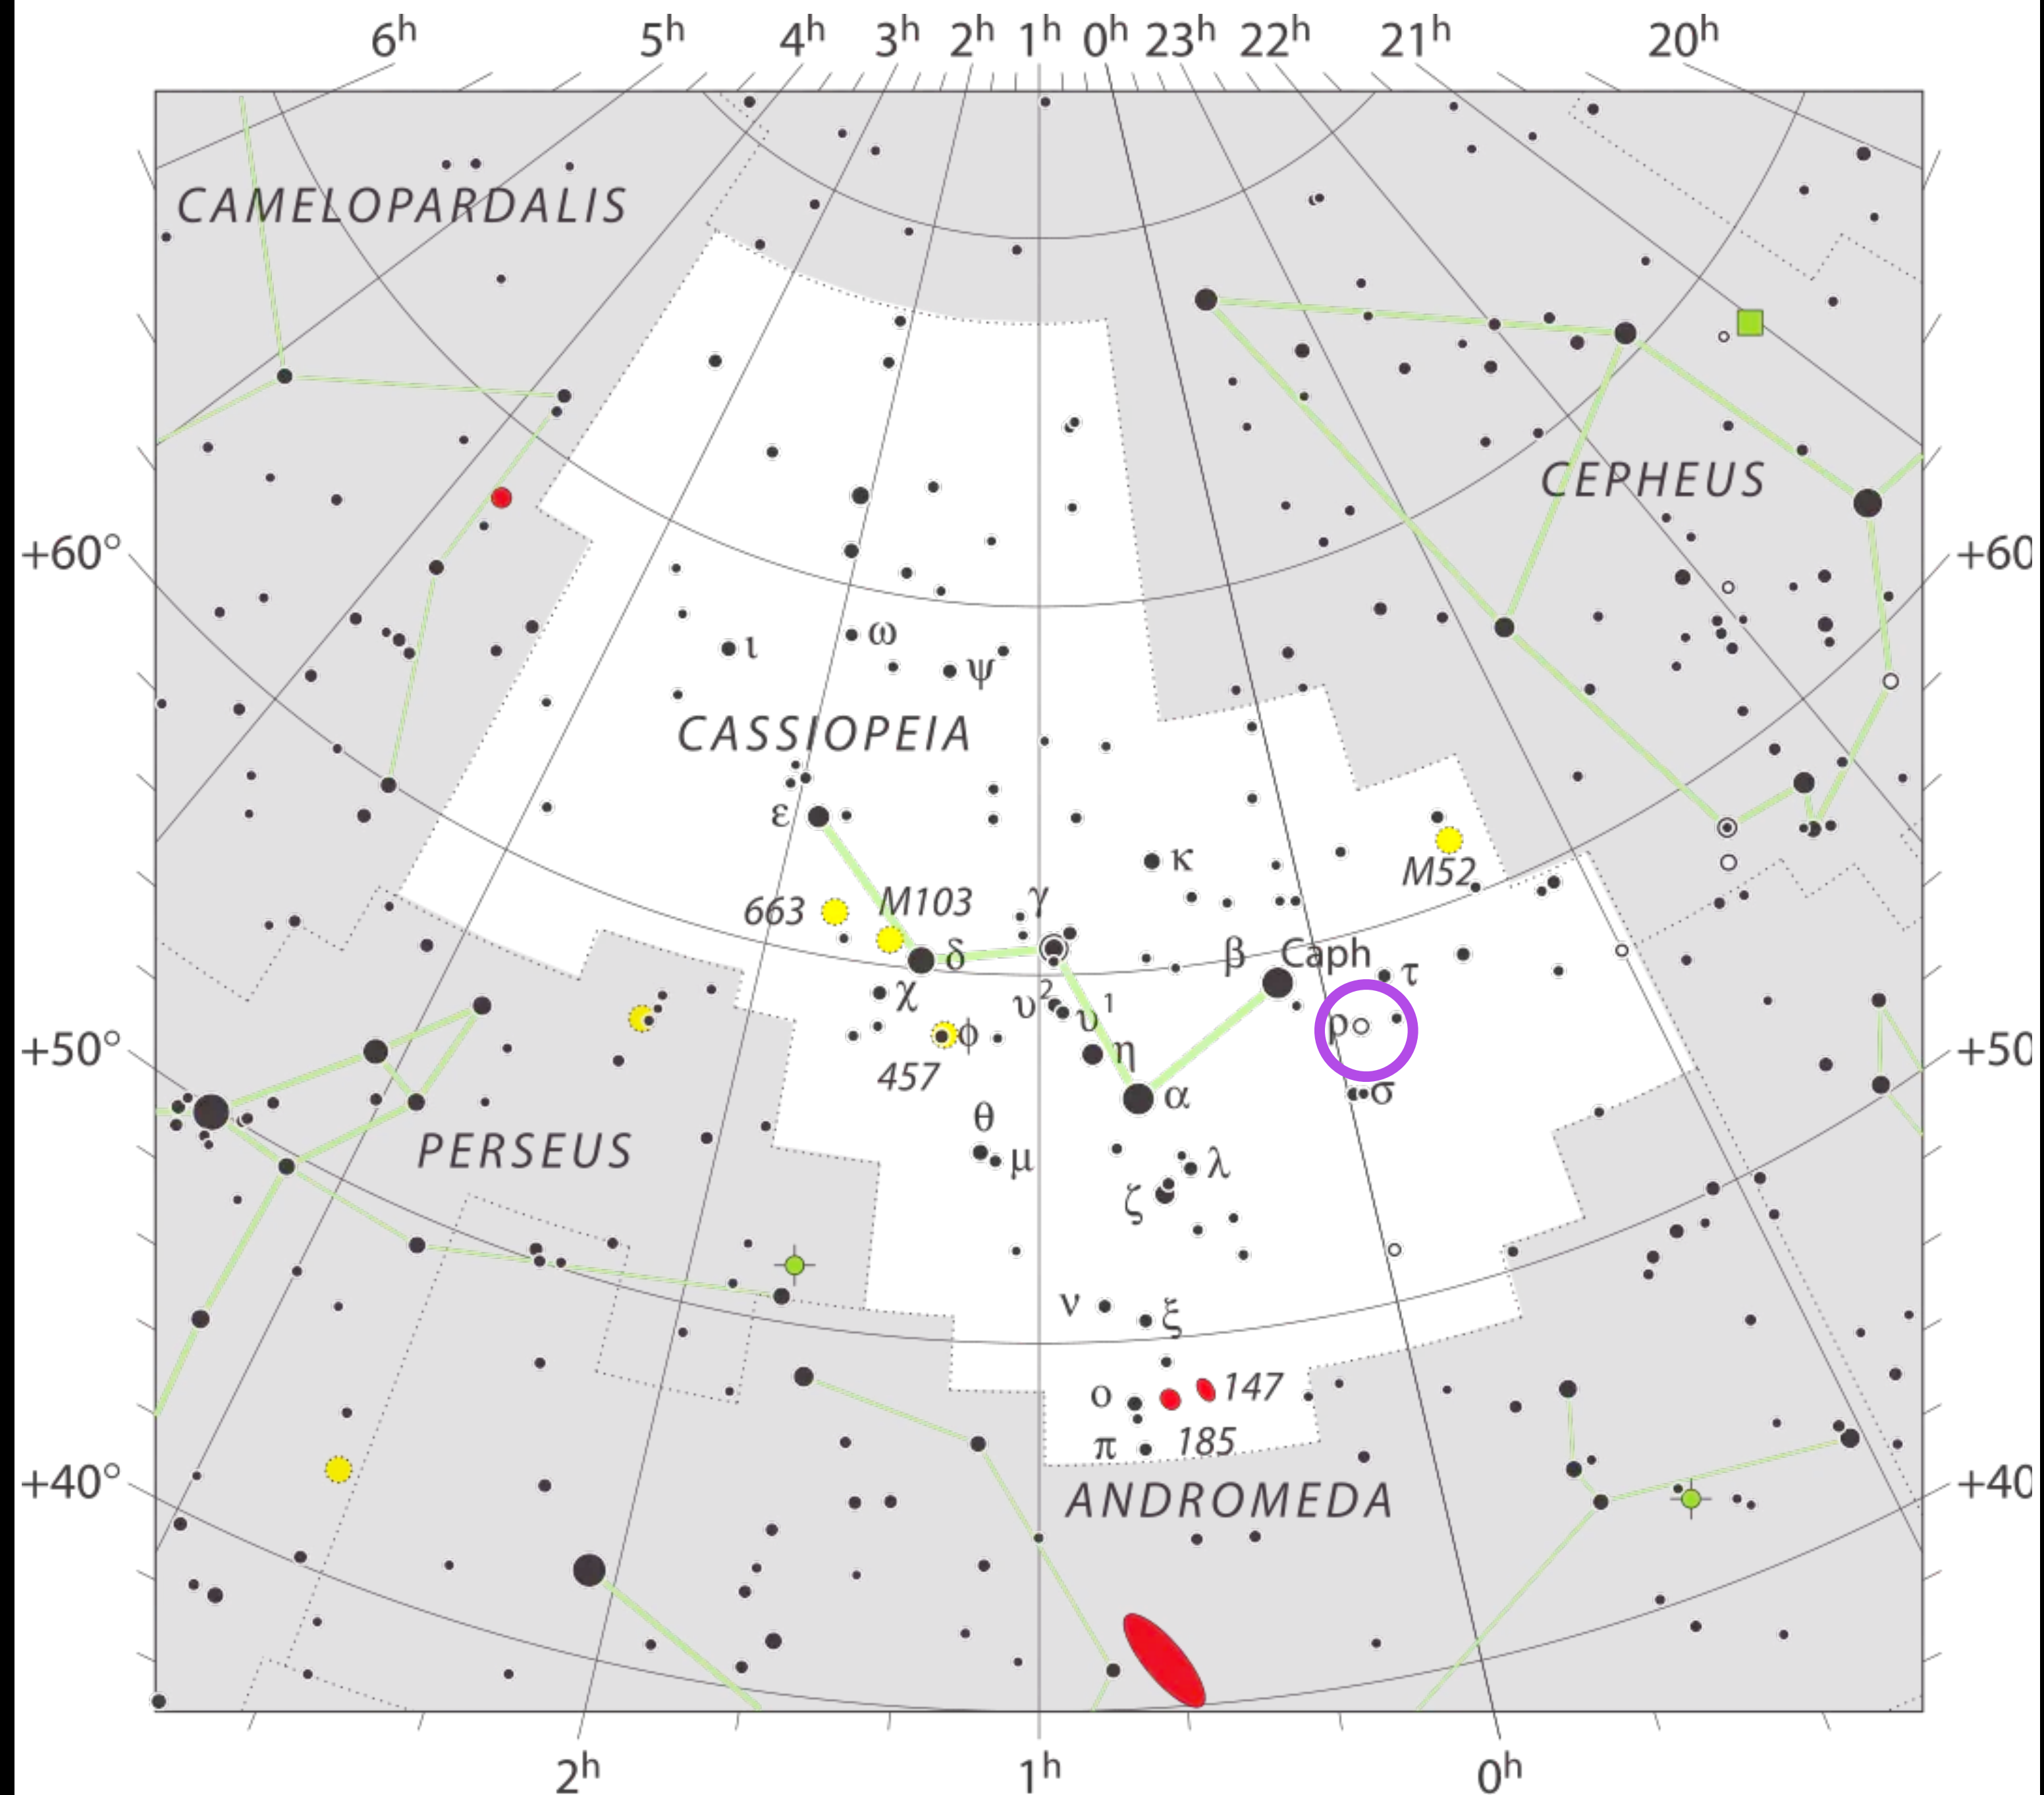 6h 5h 4h 3h 2h 1h 0h 23h 22h 21h 20h
CAMELOPARDALIS
CEPHEUS
+60° +60
ι ω
ψ
CASSIOPEIA
ε
κ
M52
663 M103 γ
δ β Caph τ
χ υ2 υ1 ρ
ϕ
+50° +50
457 η
α σ
θ
PERSEUS μ λ
ζ
ν ξ
ο 147
π 185
+40° +40
ANDROMEDA
2h 1h 0h